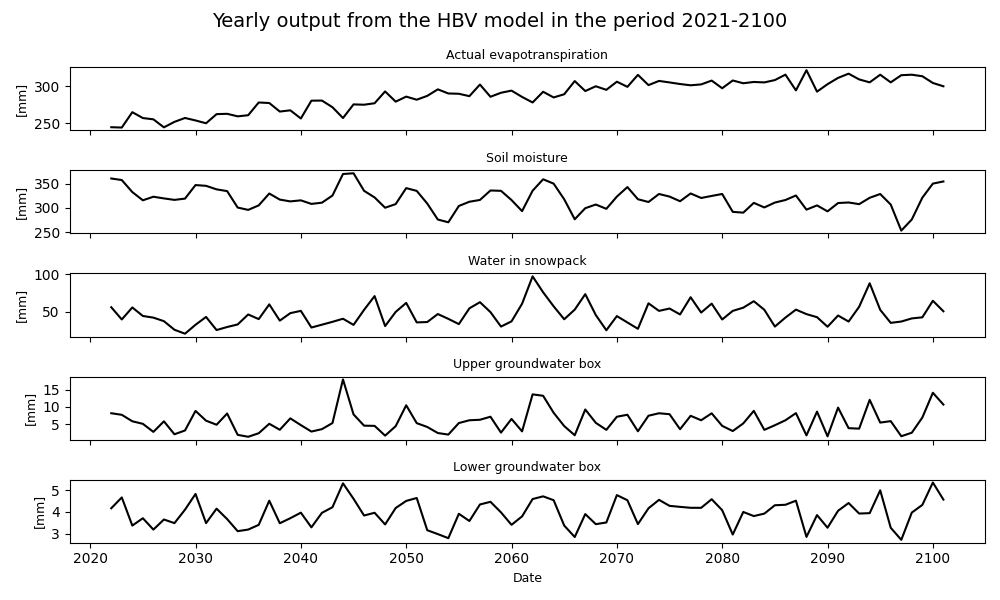 Yearly output from the HBV model in the period 2021-2100
Actual evapotranspiration
[mm]
300
250
Soil moisture
[mm]
350
300
250
Water in snowpack
[mm]
100
50
Upper groundwater box
[mm]
15
10
5
Lower groundwater box
[mm]
5
4
3
2020 2030 2040 2050 2060 2070 2080 2090 2100
Date